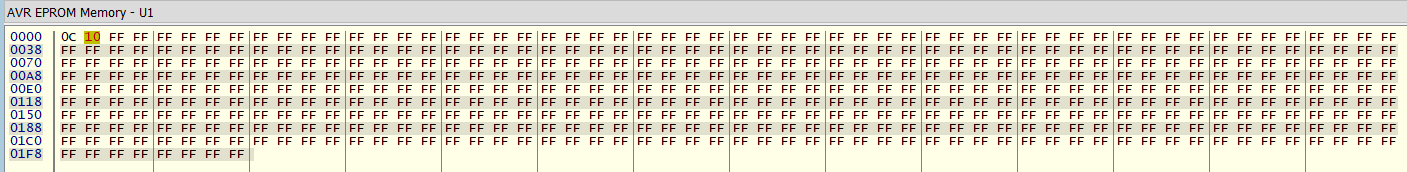 AVR EPROM Memory - U1
0000 0C 10 FF FF FF FF FF FF FF FF FF FF FF FF FF FF FF FF FF FF FF FF FF FF FF FF FF FF FF FF FF FF FF FF FF FF FF FF FF FF FF FF FF FF FF FF FF FF FF FF FF FF FF FF FF FF
0038 FF FF FF FF FF FF FF FF FF FF FF FF FF FF FF FF FF FF FF FF FF FF FF FF FF FF FF FF FF FF FF FF FF FF FF FF FF FF FF FF FF FF FF FF FF FF FF FF FF FF FF FF FF FF FF FF
0070 FF FF FF FF FF FF FF FF FF FF FF FF FF FF FF FF FF FF FF FF FF FF FF FF FF FF FF FF FF FF FF FF FF FF FF FF FF FF FF FF FF FF FF FF FF FF FF FF FF FF FF FF FF FF FF FF
00A8 FF FF FF FF FF FF FF FF FF FF FF FF FF FF FF FF FF FF FF FF FF FF FF FF FF FF FF FF FF FF FF FF FF FF FF FF FF FF FF FF FF FF FF FF FF FF FF FF FF FF FF FF FF FF FF FF
00E0 FF FF FF FF FF FF FF FF FF FF FF FF FF FF FF FF FF FF FF FF FF FF FF FF FF FF FF FF FF FF FF FF FF FF FF FF FF FF FF FF FF FF FF FF FF FF FF FF FF FF FF FF FF FF FF FF
0118 FF FF FF FF FF FF FF FF FF FF FF FF FF FF FF FF FF FF FF FF FF FF FF FF FF FF FF FF FF FF FF FF FF FF FF FF FF FF FF FF FF FF FF FF FF FF FF FF FF FF FF FF FF FF FF FF
0150 FF FF FF FF FF FF FF FF FF FF FF FF FF FF FF FF FF FF FF FF FF FF FF FF FF FF FF FF FF FF FF FF FF FF FF FF FF FF FF FF FF FF FF FF FF FF FF FF FF FF FF FF FF FF FF FF
0188 FF FF FF FF FF FF FF FF FF FF FF FF FF FF FF FF FF FF FF FF FF FF FF FF FF FF FF FF FF FF FF FF FF FF FF FF FF FF FF FF FF FF FF FF FF FF FF FF FF FF FF FF FF FF FF FF
01C0 FF FF FF FF FF FF FF FF FF FF FF FF FF FF FF FF FF FF FF FF FF FF FF FF FF FF FF FF FF FF FF FF FF FF FF FF FF FF FF FF FF FF FF FF FF FF FF FF FF FF FF FF FF FF FF FF
01F8 FF FF FF FF FF FF FF FF